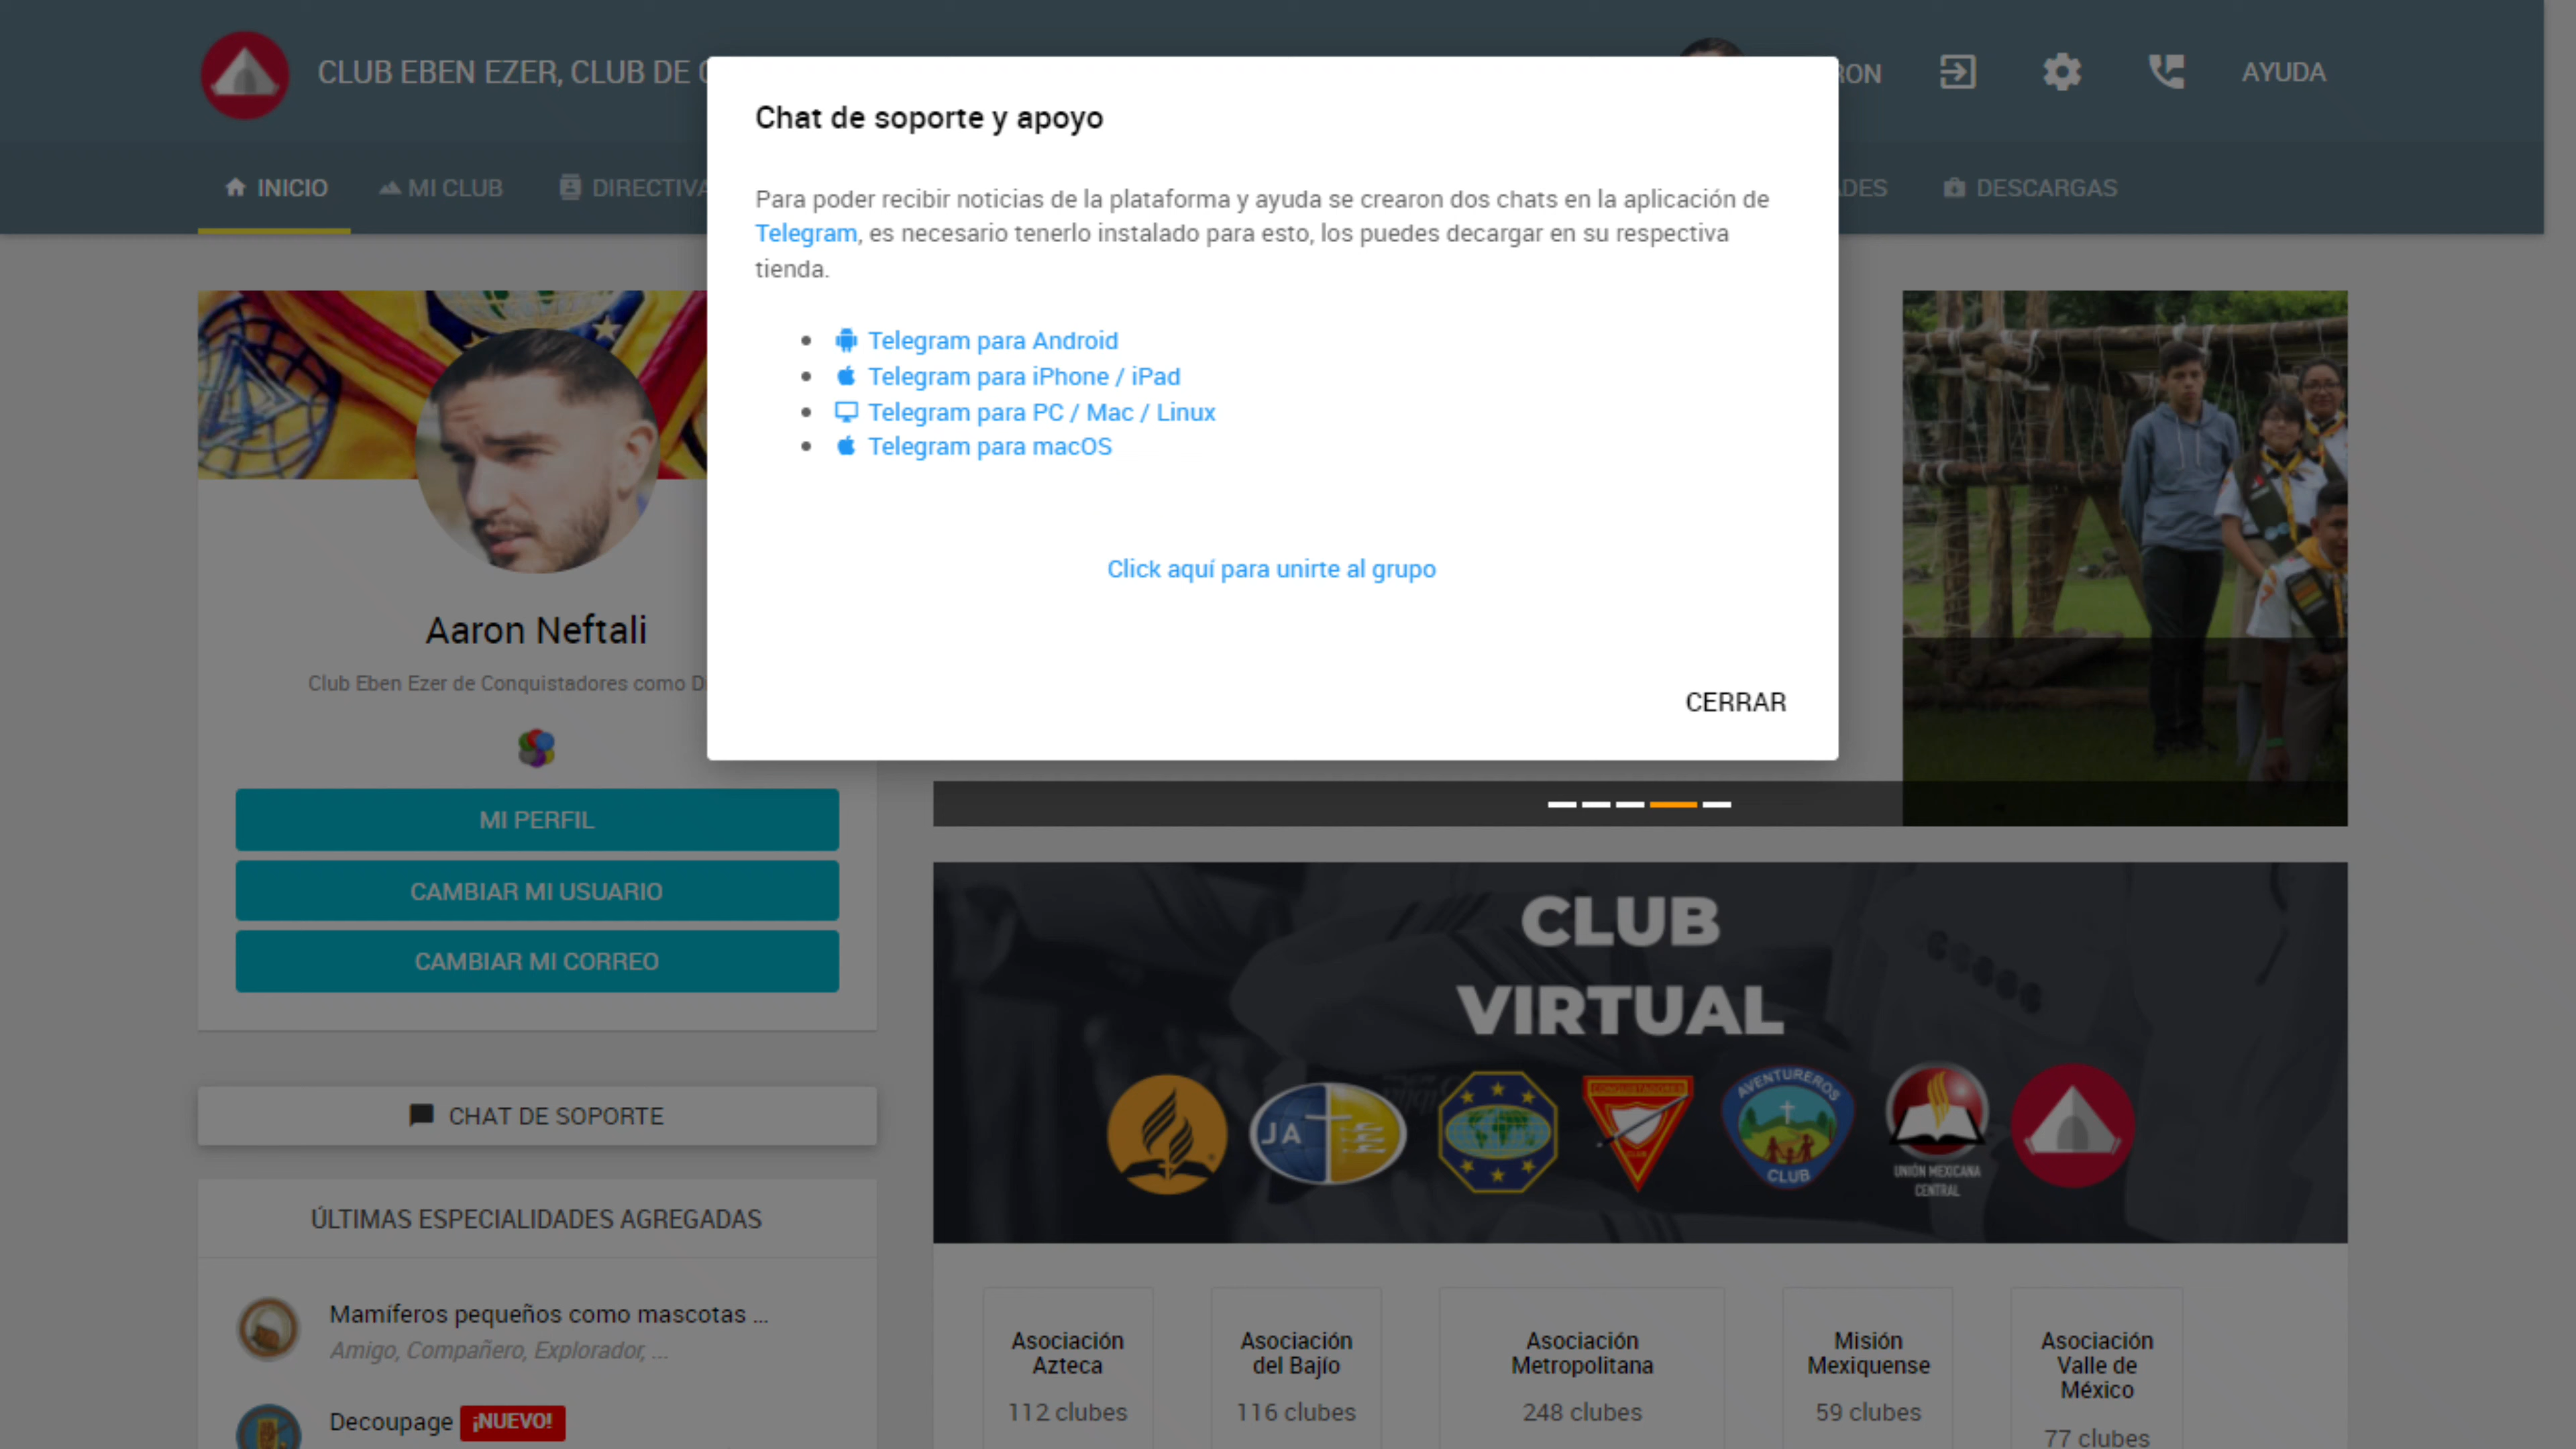 CLUB EBEN EZER, CLUB DE
AYUDA
INICIO
MI CLUB
DIRECTIVA
DESCARGAS
Chat de soporte y apoyo
Para poder recibir noticias de la plataforma y ayuda se crearon dos chats en la aplicación de
Telegram, es necesario tenerlo instalado para esto, los puedes decargar en su respectiva
tienda.
Telegram para Android
Telegram para iPhone / iPad
Telegram para PC / Mac / Linux
Telegram para macOS
Click aquí para unirte al grupo
CERRAR
Aaron Neftali
Club Eben Ezer de Conquistadores como
MI PERFIL
CAMBIAR MI USUARIO
CAMBIAR MI CORREO
CHAT DE SOPORTE
ÚLTIMAS ESPECIALIDADES AGREGADAS
Mamíferos pequeños como mascotas ...
Amigo, Compañero, Explorador, ...
Decoupage ¡NUEVO!
CLUB
VIRTUAL
JA
CONQUISTADORES
CLUB
AVENTUREROS
CLUB
UNIÓN MEXICANA
CENTRAL
Asociación
Azteca
112 clubes
Asociación
del Bajío
116 clubes
Asociación
Metropolitana
248 clubes
Misión
Mexiquense
59 clubes
Asociación
Valle de
México
77 clubes